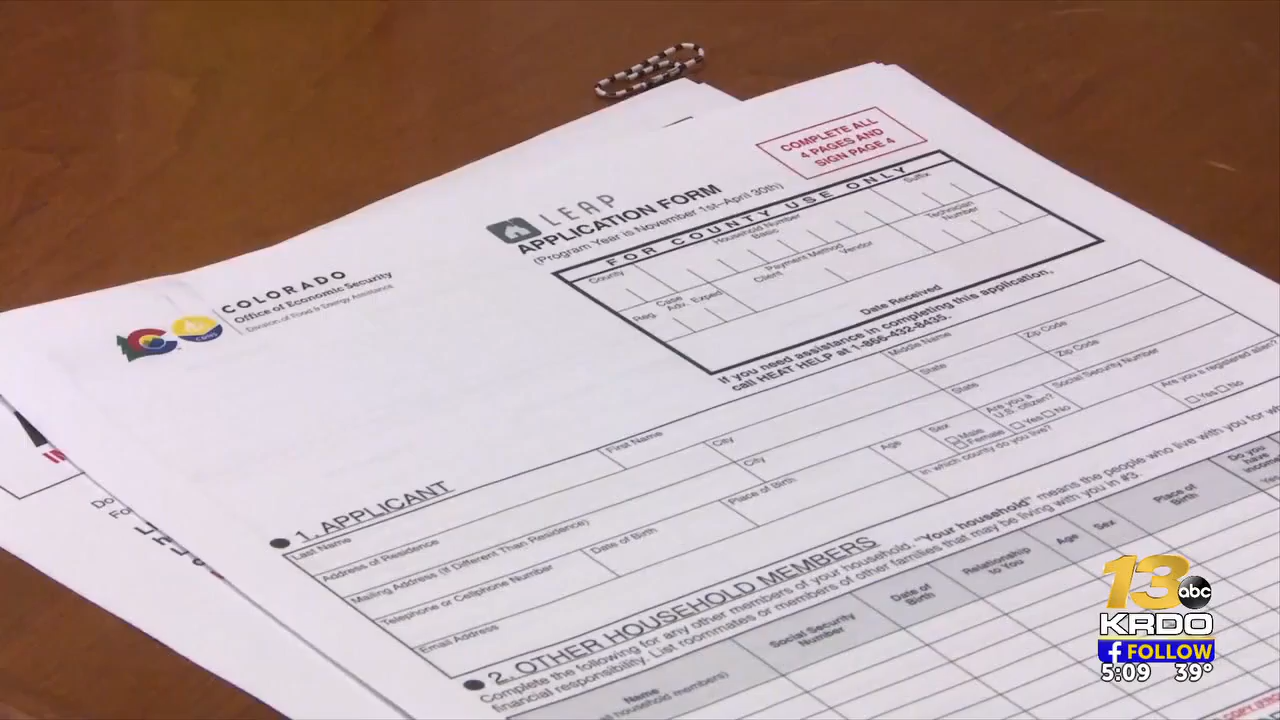 COMPLETE ALL
4 PAGES AND
SIGN PAGE 4
LEAP
APPLICATION FORM
(Program Year is November 1st-April 30th)
COLORADO
Office of Economic Security
Division of Food & Energy Assistance
FOR COUNTY USE ONLY
County
Household Number
Basic
Suffix
Reg.
Case
Adv.
Exped
Payment Method
Client
Vendor
Technician
Number
Date Received
If you need assistance in completing this application,
call HEAT HELP at 1-866-432-8435.
1. APPLICANT
Last Name
First Name
Middle Name
Address of Residence
City
State
Zip Code
Mailing Address (If Different Than Residence)
City
State
Zip Code
Telephone or Cellphone Number
Date of Birth
Place of Birth
Age
Sex
Male
Female
Are you a
U.S. citizen?
Yes No
Social Security Number
Are you a registered alien?
Yes No
Email Address
In which county do you live?
2. OTHER HOUSEHOLD MEMBERS
Complete the following for any other members of your household. "Your household" means the people who live with you for
financial responsibility. List roommates or members of other families that may be living with you in #3.
Name
household members)
Social Security
Number
Date of
Birth
Relationship
to You
Age
Sex
Place of
Birth
Do you
have
13
abc
KRDO
f FOLLOW
5:09 39°